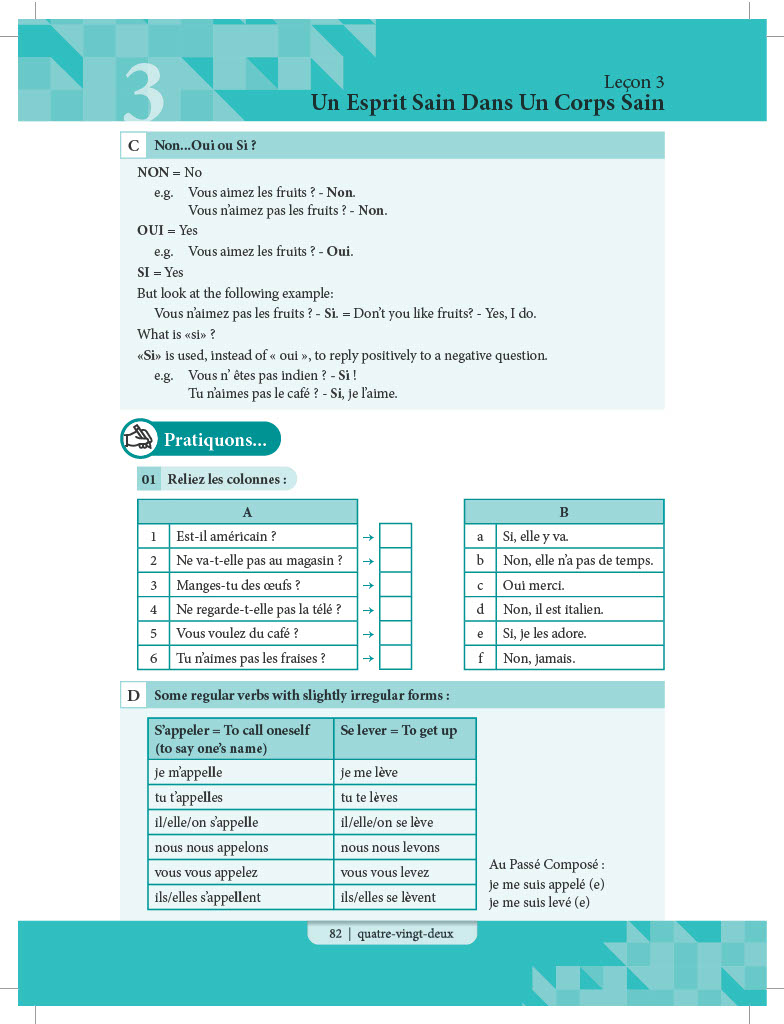 3
Leçon 3
Un Esprit Sain Dans Un Corps Sain
C Non...Oui ou Si ?
NON = No
e.g. Vous aimez les fruits ? - Non.
Vous n'aimez pas les fruits ? - Non.
OUI = Yes
e.g. Vous aimez les fruits ? - Oui.
SI = Yes
But look at the following example:
Vous n'aimez pas les fruits ? - Si. = Don't you like fruits? - Yes, I do.
What is «si» ?
«Si» is used, instead of « oui », to reply positively to a negative question.
e.g. Vous n' êtes pas indien ? - Si !
Tu n'aimes pas le café ? - Si, je l'aime.
Pratiquons...
01 Reliez les colonnes :
A
1 Est-il américain ? →
2 Ne va-t-elle pas au magasin ? →
3 Manges-tu des œufs ? →
4 Ne regarde-t-elle pas la télé ? →
5 Vous voulez du café ? →
6 Tu n'aimes pas les fraises ? →
B
a Si, elle y va.
b Non, elle n'a pas de temps.
c Oui merci.
d Non, il est italien.
e Si, je les adore.
f Non, jamais.
D Some regular verbs with slightly irregular forms :
S'appeler = To call oneself Se lever = To get up
(to say one's name)
je m'appelle je me lève
tu t'appelles tu te lèves
il/elle/on s'appelle il/elle/on se lève
nous nous appelons nous nous levons
vous vous appelez vous vous levez
ils/elles s'appellent ils/elles se lèvent
Au Passé Composé :
je me suis appelé (e)
je me suis levé (e)
82 | quatre-vingt-deux